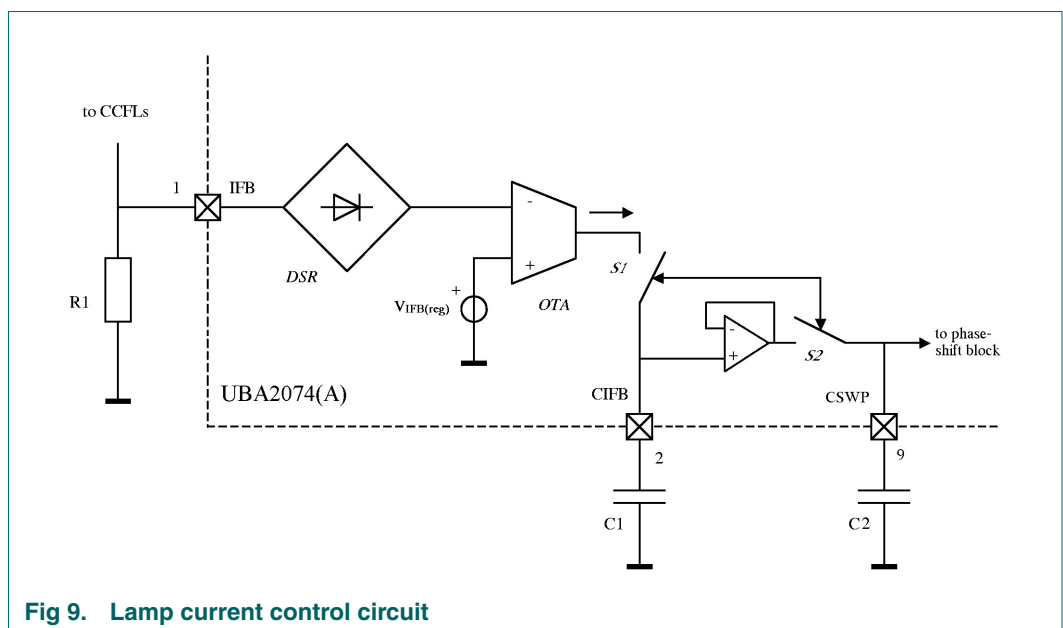 to CCFLs
1
IFB
DSR
R1
-
+
OTA
+
VIFB(reg)
S1
-
+
S2
to phase-
shift block
UBA2074(A)
CIFB
CSWP
2
9
C1
C2
Fig 9. Lamp current control circuit